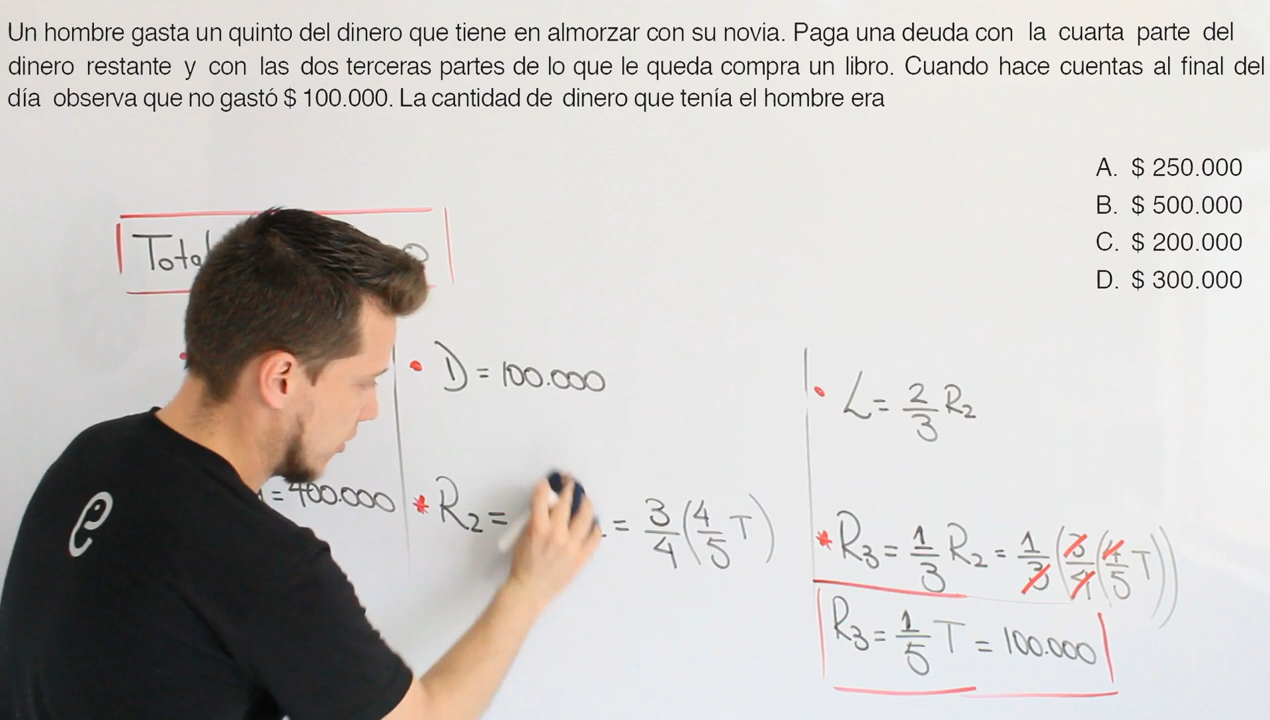 Un hombre gasta un quinto del dinero que tiene en almorzar con su novia. Paga una deuda con la cuarta parte del
dinero restante y con las dos terceras partes de lo que le queda compra un libro. Cuando hace cuentas al final del
día observa que no gastó $ 100.000. La cantidad de dinero que tenía el hombre era
A. $ 250.000
B. $ 500.000
C. $ 200.000
D. $ 300.000
D = 100.000
= 400.000
* R₂ =
= 3/4 (4/5 T)
L = 2/3 R₂
* R₃ = 1/3 R₂ = 1/3 (3/4 (4/5 T))
R₃ = 1/5 T = 100.000
e